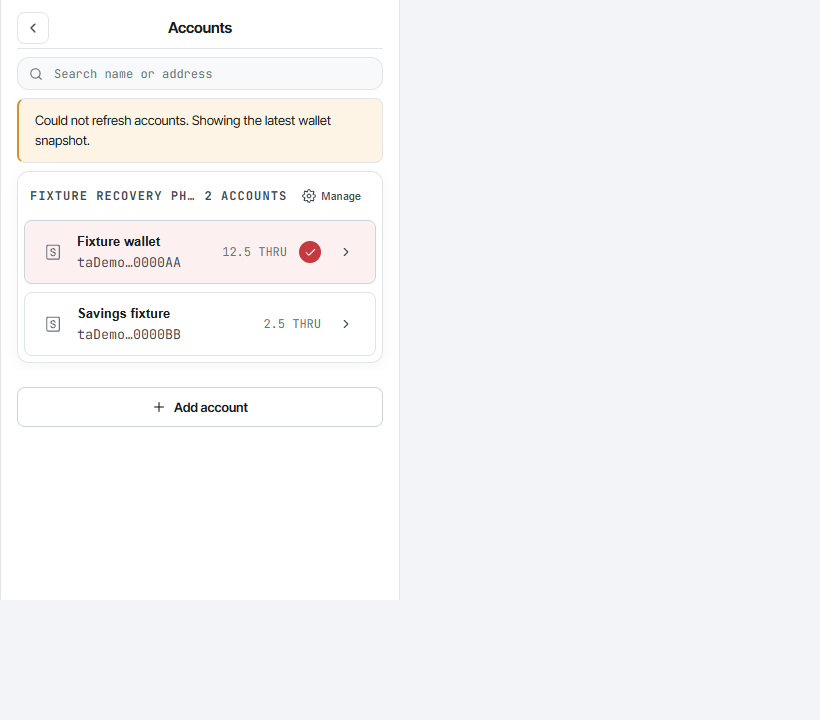 Accounts
Search name or address
Could not refresh accounts. Showing the latest wallet
snapshot.
FIXTURE RECOVERY PH… 2 ACCOUNTS Manage
S Fixture wallet 12.5 THRU
taDemo…0000AA
S Savings fixture 2.5 THRU
taDemo…0000BB
Add account